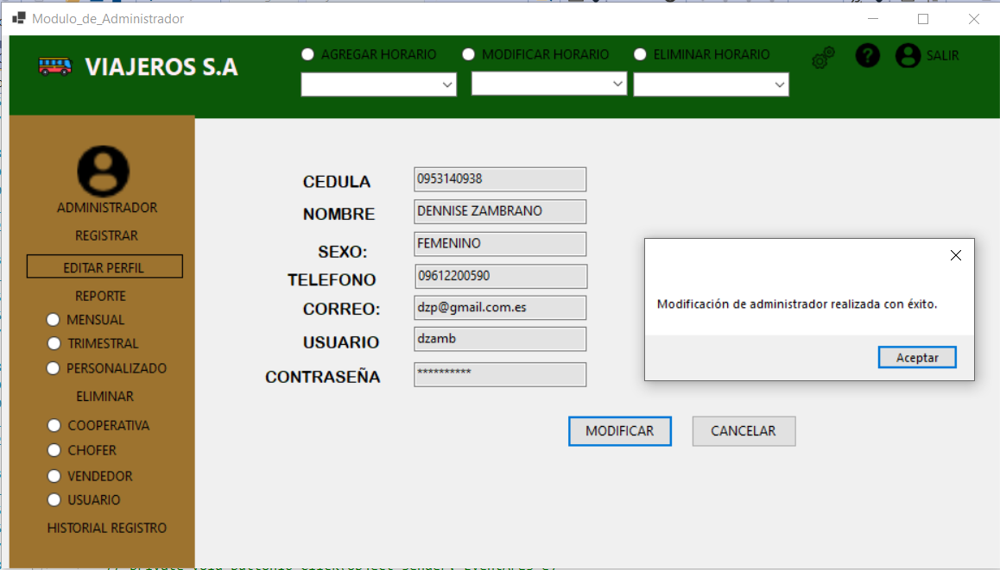 Modulo_de_Administrador
VIAJEROS S.A
AGREGAR HORARIO
MODIFICAR HORARIO
ELIMINAR HORARIO
?
SALIR
ADMINISTRADOR
REGISTRAR
EDITAR PERFIL
REPORTE
MENSUAL
TRIMESTRAL
PERSONALIZADO
ELIMINAR
COOPERATIVA
CHOFER
VENDEDOR
USUARIO
HISTORIAL REGISTRO
CEDULA 0953140938
NOMBRE DENNISE ZAMBRANO
SEXO: FEMENINO
TELEFONO 09612200590
CORREO: dzp@gmail.com.es
USUARIO dzamb
CONTRASEÑA **********
MODIFICAR
CANCELAR
Modificación de administrador realizada con éxito.
Aceptar